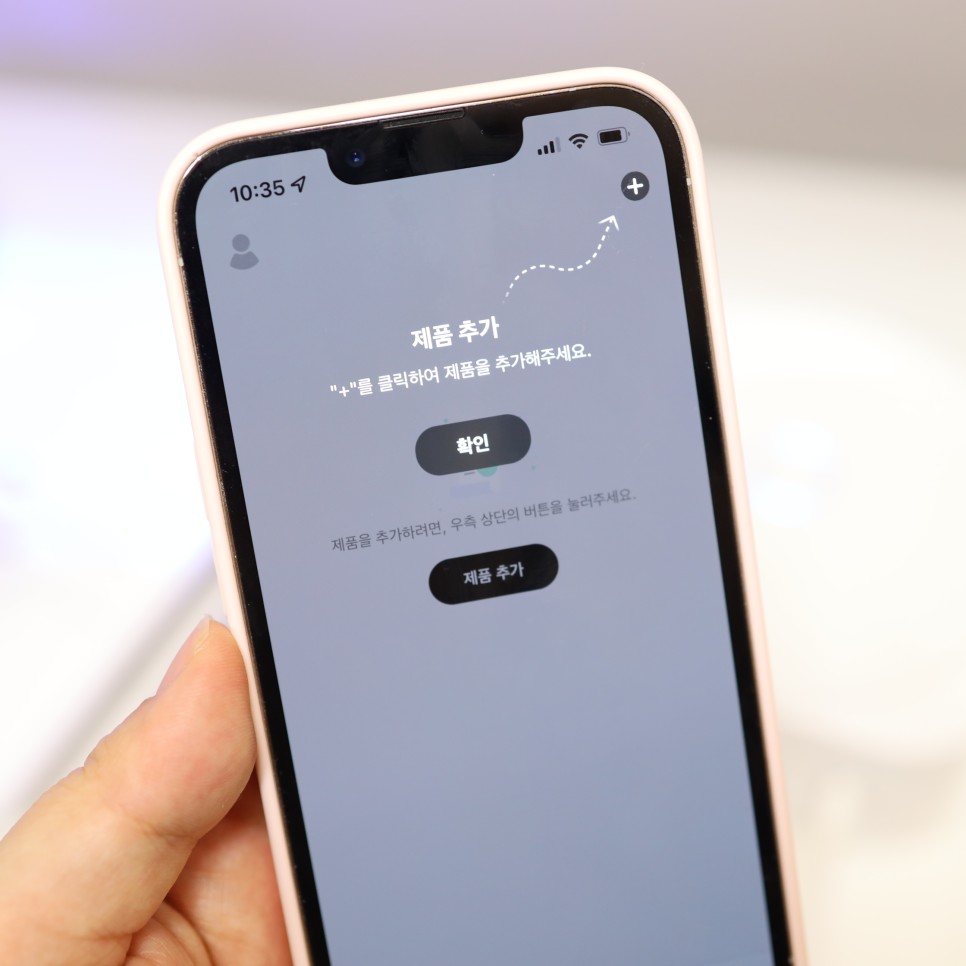 10:35
제품 추가
"+"를 클릭하여 제품을 추가해주세요.
확인
제품을 추가하려면, 우측 상단의 버튼을 눌러주세요.
제품 추가